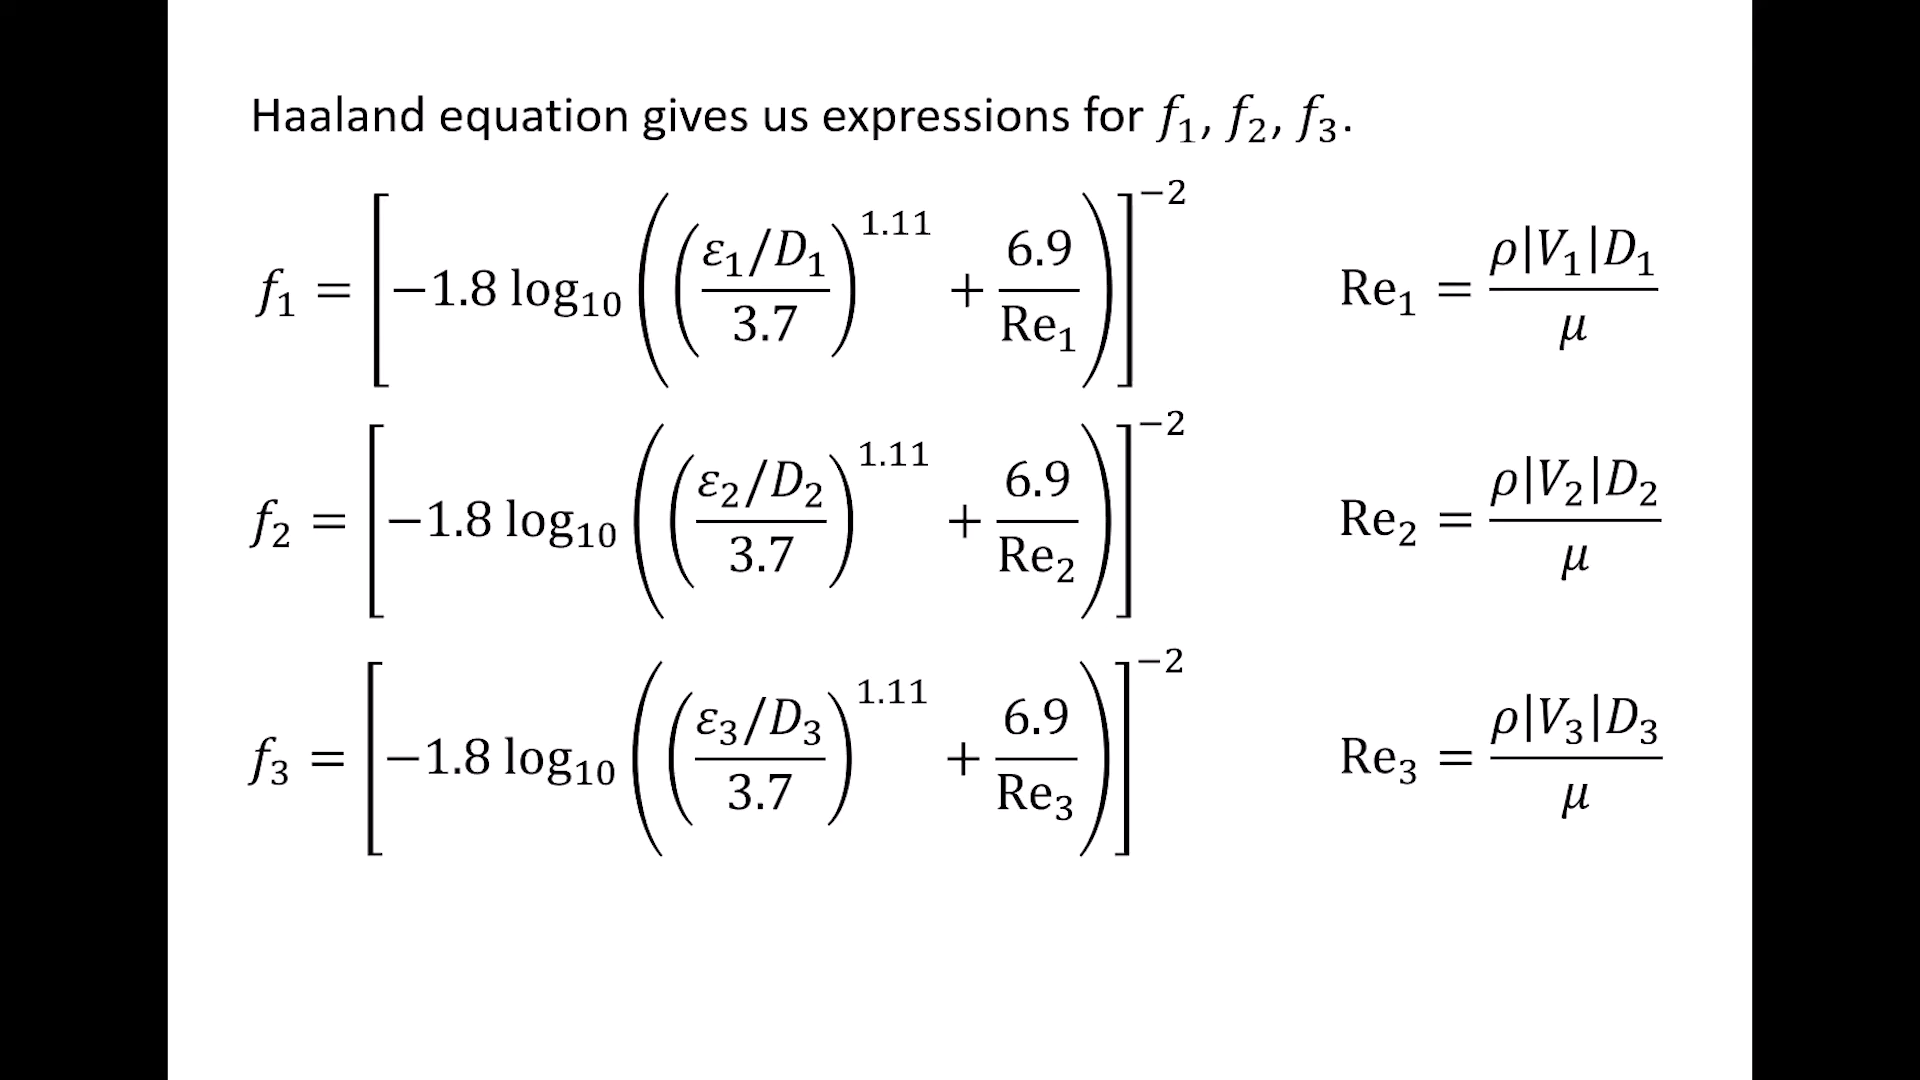 Haaland equation gives us expressions for f₁, f₂, f₃.
f₁ = [−1.8 log₁₀((ε₁/D₁ / 3.7)^1.11 + 6.9/Re₁)]^−2 Re₁ = ρ|V₁|D₁ / μ
f₂ = [−1.8 log₁₀((ε₂/D₂ / 3.7)^1.11 + 6.9/Re₂)]^−2 Re₂ = ρ|V₂|D₂ / μ
f₃ = [−1.8 log₁₀((ε₃/D₃ / 3.7)^1.11 + 6.9/Re₃)]^−2 Re₃ = ρ|V₃|D₃ / μ